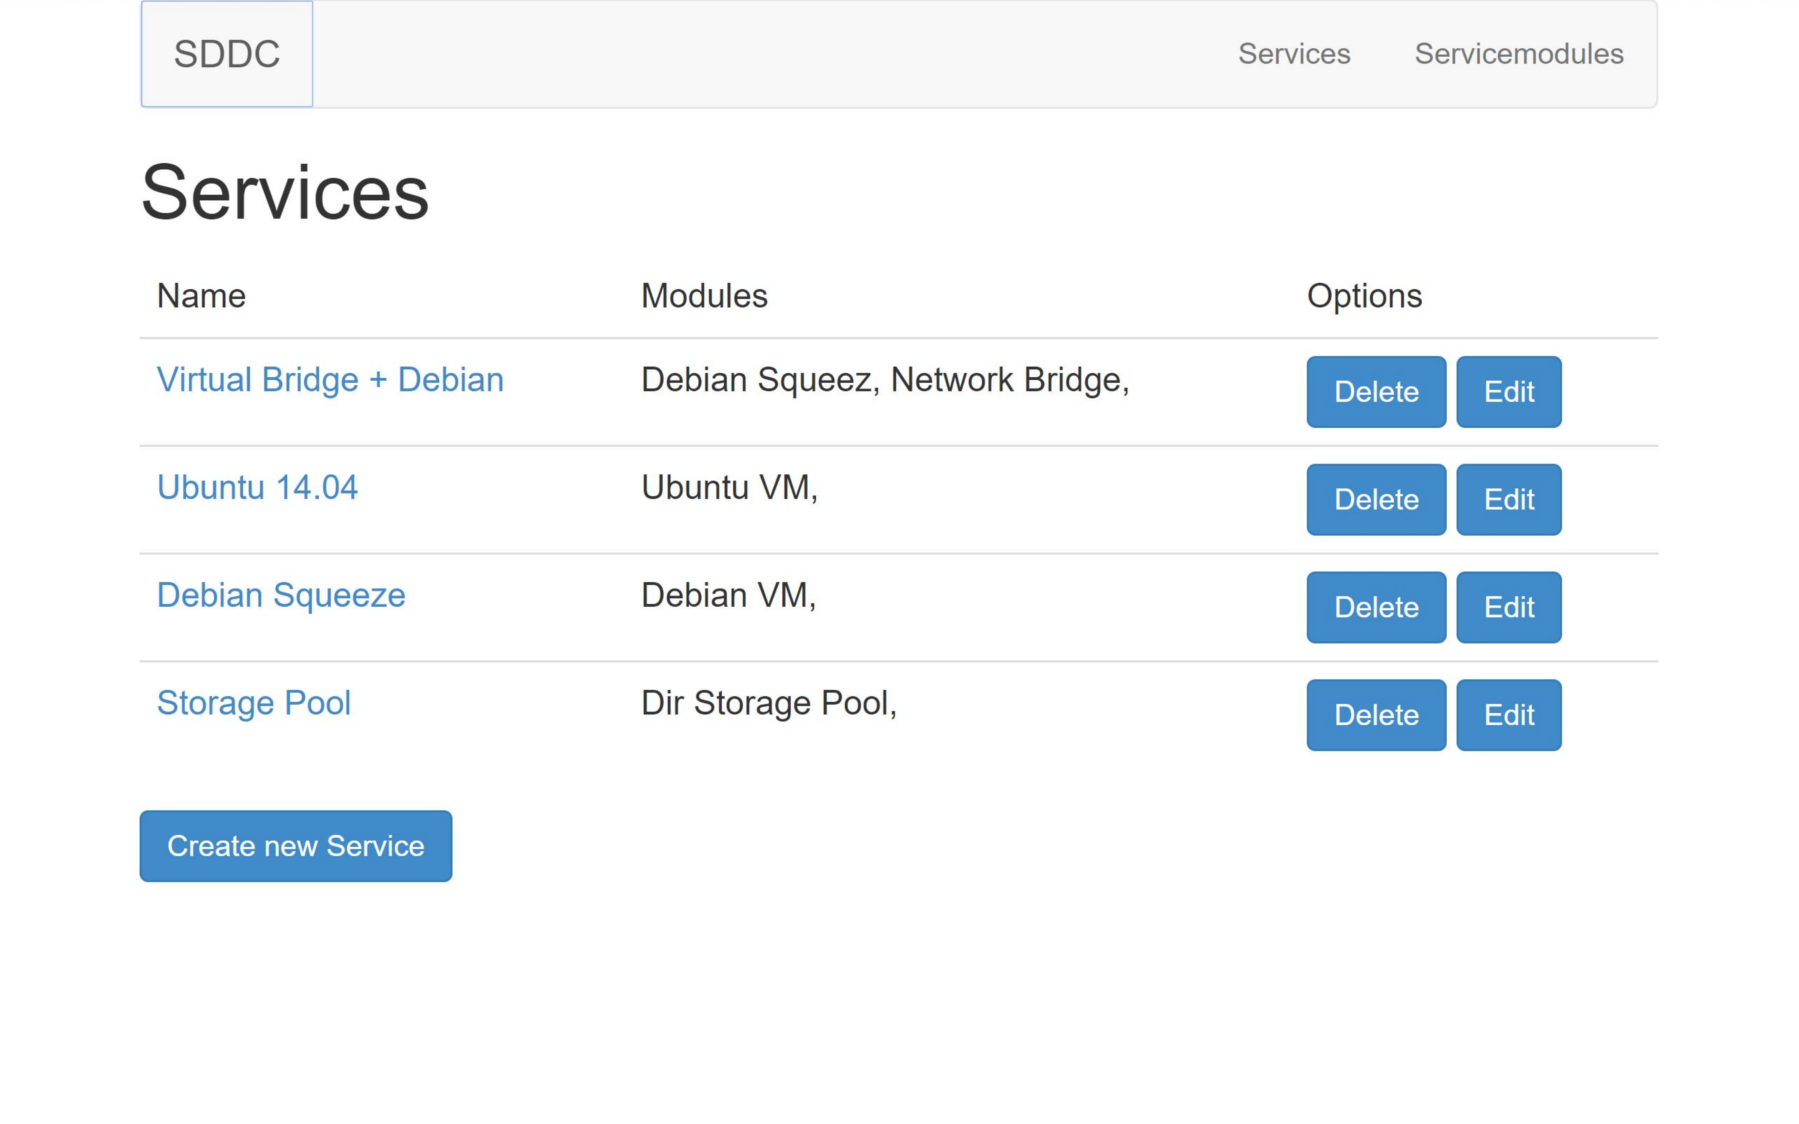 SDDC Services Servicemodules
Services
Name Modules Options
Virtual Bridge + Debian Debian Squeez, Network Bridge, Delete Edit
Ubuntu 14.04 Ubuntu VM, Delete Edit
Debian Squeeze Debian VM, Delete Edit
Storage Pool Dir Storage Pool, Delete Edit
Create new Service